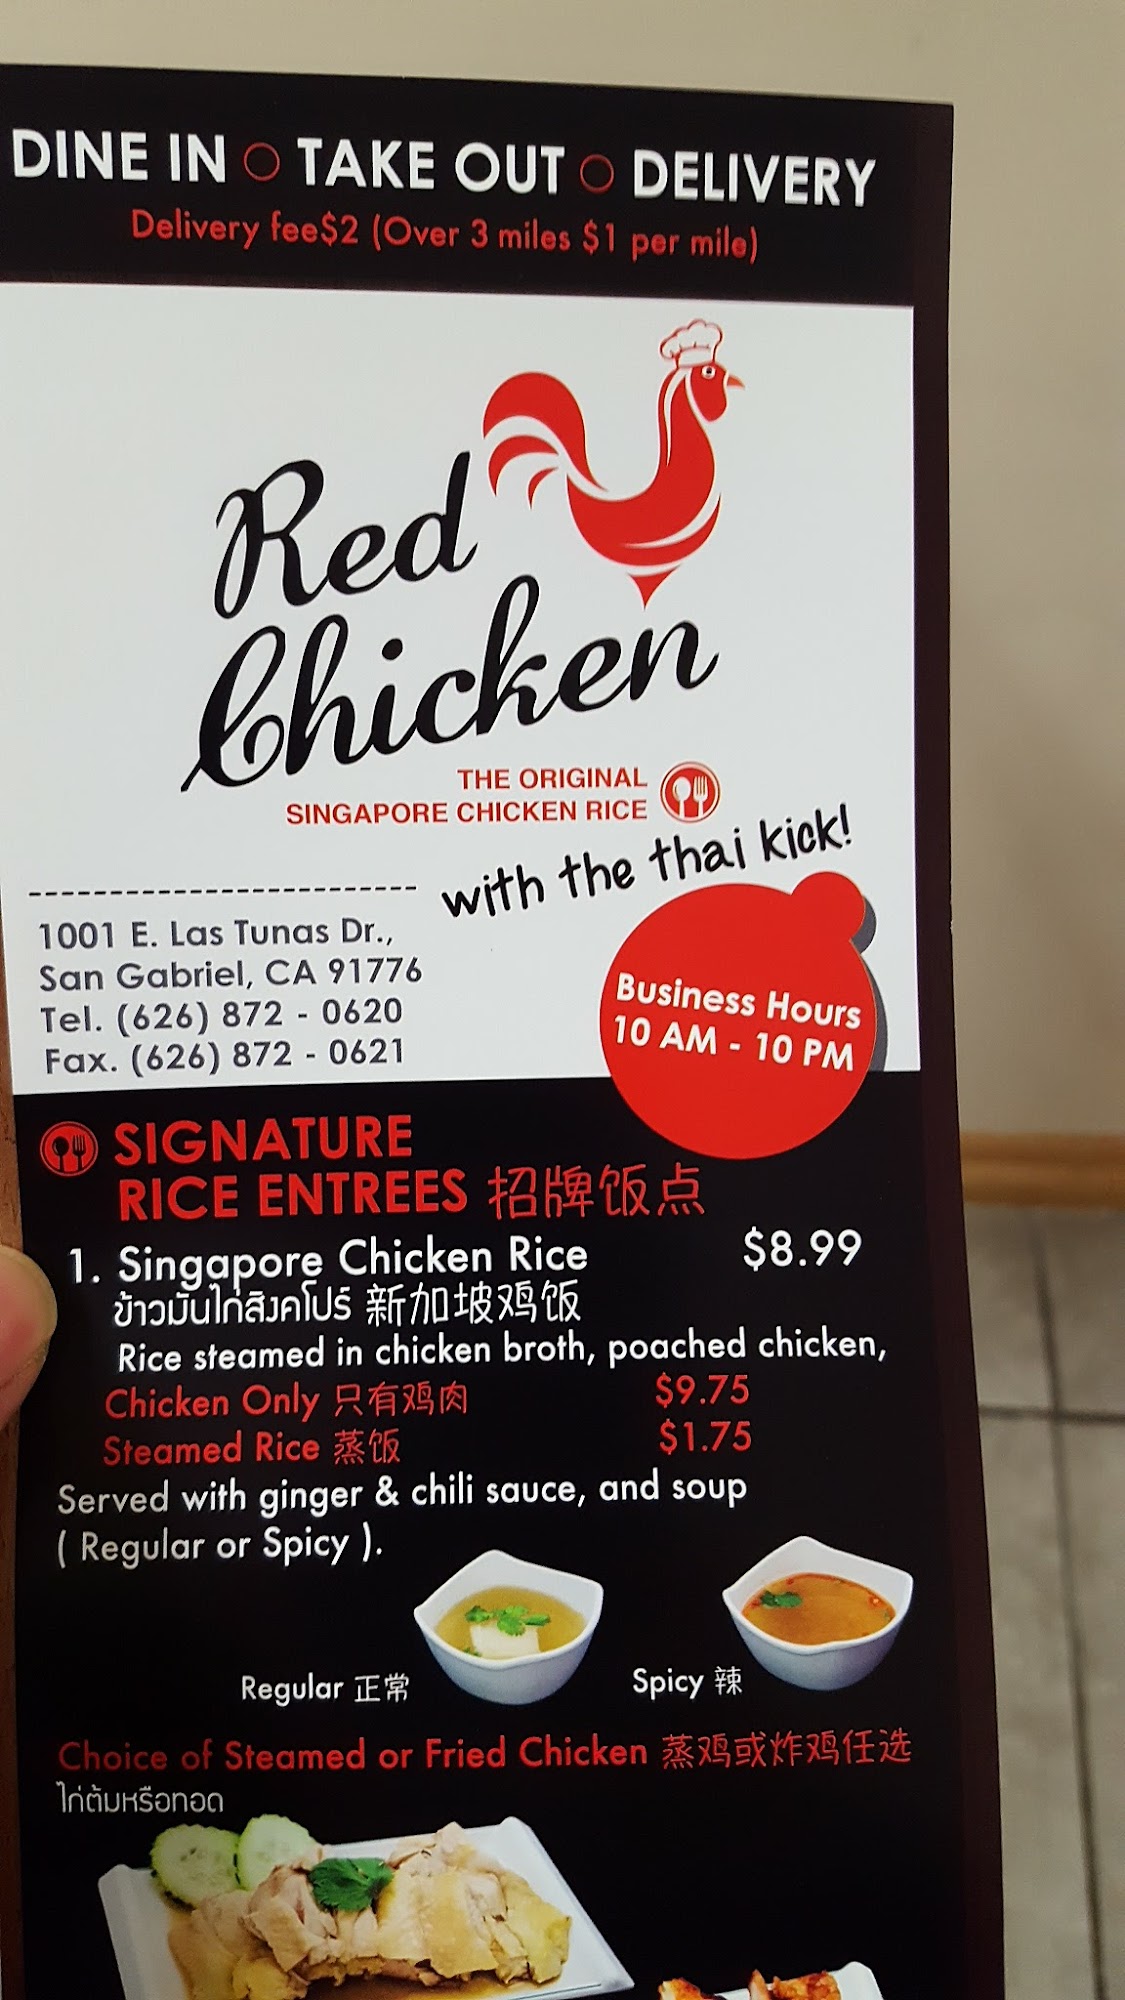 DINE IN ○ TAKE OUT ○ DELIVERY
Delivery fee$2 (Over 3 miles $1 per mile)
Red
Chicken
THE ORIGINAL
SINGAPORE CHICKEN RICE
with the thai kick!
1001 E. Las Tunas Dr.,
San Gabriel, CA 91776
Tel. (626) 872 - 0620
Fax. (626) 872 - 0621
Business Hours
10 AM - 10 PM
SIGNATURE
RICE ENTREES 招牌饭点
1. Singapore Chicken Rice $8.99
ข้าวมันไก่สิงคโปร์ 新加坡鸡饭
Rice steamed in chicken broth, poached chicken,
Chicken Only 只有鸡肉 $9.75
Steamed Rice 蒸饭 $1.75
Served with ginger & chili sauce, and soup
( Regular or Spicy ).
Regular 正常 Spicy 辣
Choice of Steamed or Fried Chicken 蒸鸡或炸鸡任选
ไก่ต้มหรือทอด